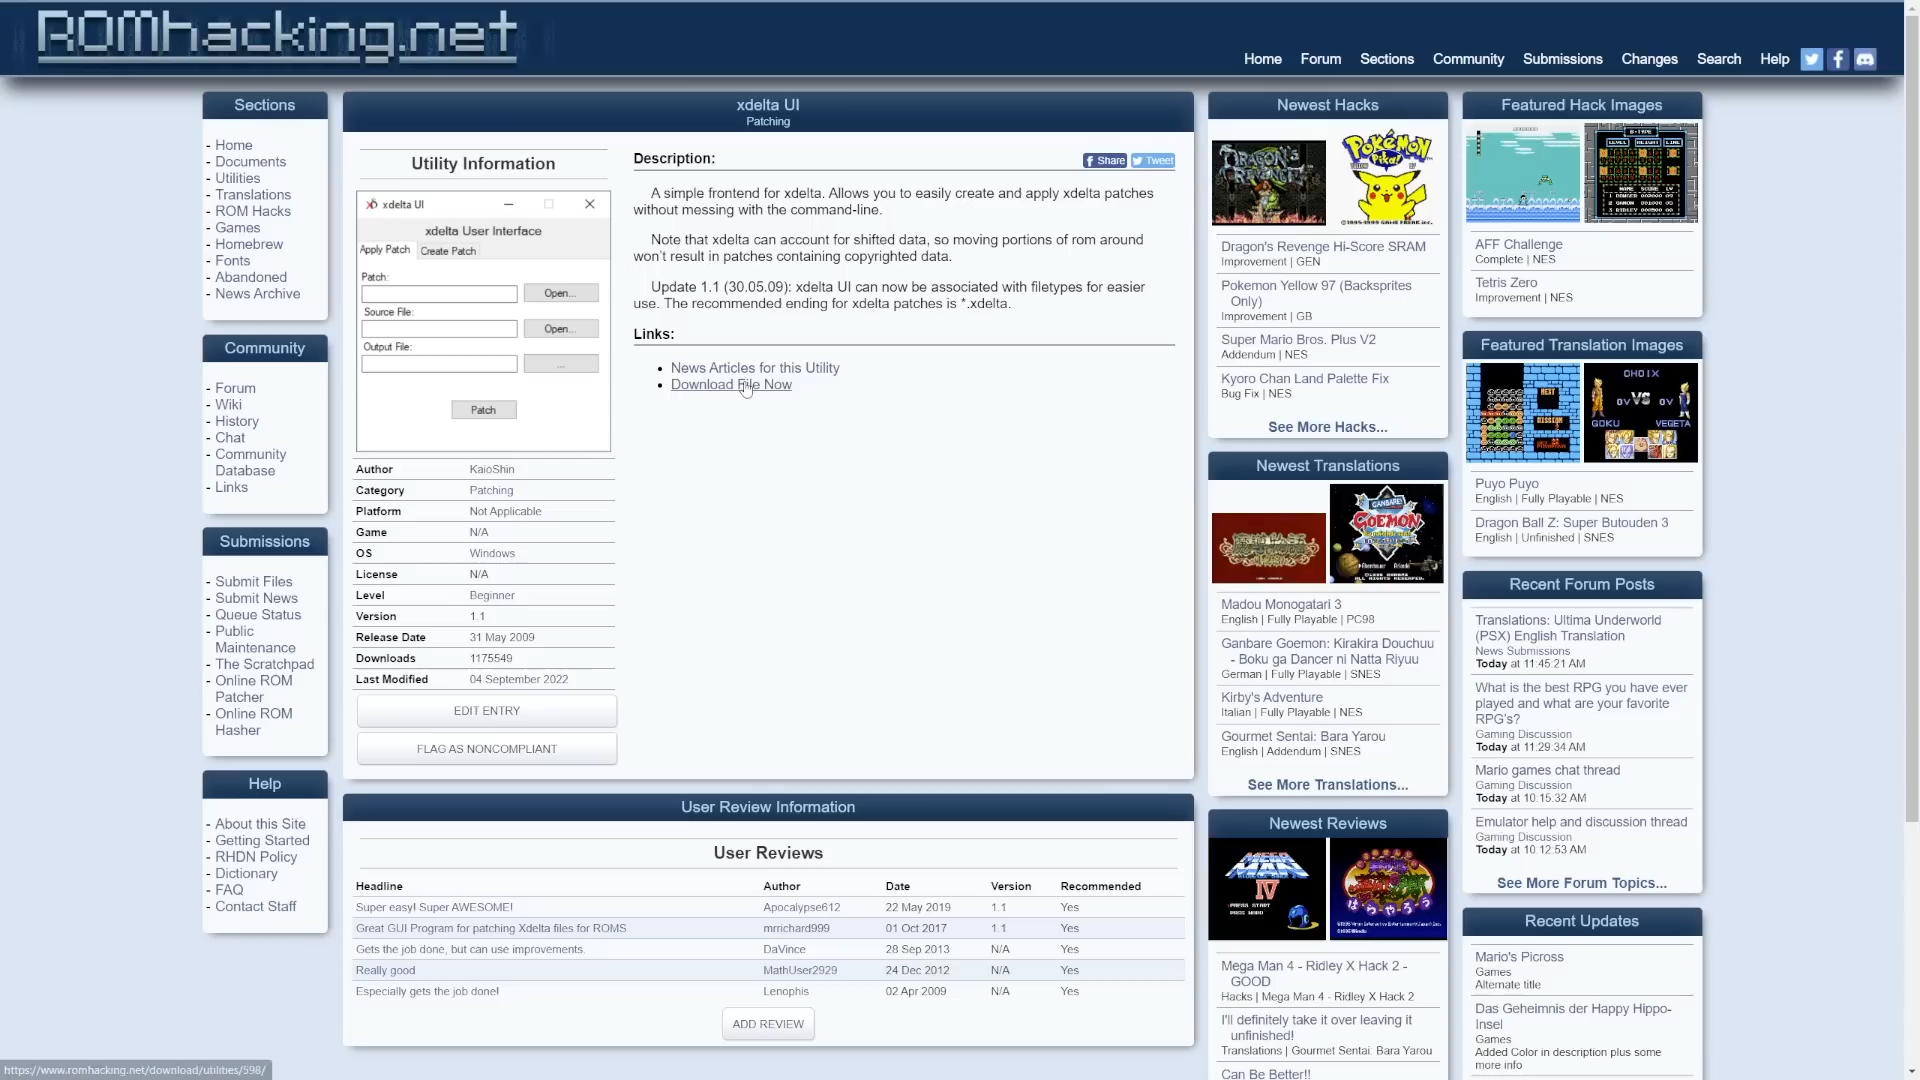 ROMhacking.net
Home Forum Sections Community Submissions Changes Search Help
Sections
- Home
- Documents
- Utilities
- Translations
- ROM Hacks
- Games
- Homebrew
- Fonts
- Abandoned
- News Archive
Community
- Forum
- Wiki
- History
- Chat
- Community
Database
- Links
Submissions
- Submit Files
- Submit News
- Queue Status
- Public
Maintenance
- The Scratchpad
- Online ROM
Patcher
- Online ROM
Hasher
Help
- About this Site
- Getting Started
- RHDN Policy
- Dictionary
- FAQ
- Contact Staff
xdelta UI
Patching
Utility Information
xdelta UI
xdelta User Interface
Apply Patch Create Patch
Patch:
Open...
Source File:
Open...
Output File:
...
Patch
Author KaioShin
Category Patching
Platform Not Applicable
Game N/A
OS Windows
License N/A
Level Beginner
Version 1.1
Release Date 31 May 2009
Downloads 1175549
Last Modified 04 September 2022
EDIT ENTRY
FLAG AS NONCOMPLIANT
Description:
Share Tweet
A simple frontend for xdelta. Allows you to easily create and apply xdelta patches
without messing with the command-line.
Note that xdelta can account for shifted data, so moving portions of rom around
won't result in patches containing copyrighted data.
Update 1.1 (30.05.09): xdelta UI can now be associated with filetypes for easier
use. The recommended ending for xdelta patches is *.xdelta.
Links:
• News Articles for this Utility
• Download File Now
User Review Information
User Reviews
Headline Author Date Version Recommended
Super easy! Super AWESOME! Apocalypse612 22 May 2019 1.1 Yes
Great GUI Program for patching Xdelta files for ROMS mrrichard999 01 Oct 2017 1.1 Yes
Gets the job done, but can use improvements. DaVince 28 Sep 2013 N/A Yes
Really good MathUser2929 24 Dec 2012 N/A Yes
Especially gets the job done! Lenophis 02 Apr 2009 N/A Yes
ADD REVIEW
Newest Hacks
DRAGON'S
REVENGE
POKéMON
Pika!
Dragon's Revenge Hi-Score SRAM
Improvement | GEN
Pokemon Yellow 97 (Backsprites
Only)
Improvement | GB
Super Mario Bros. Plus V2
Addendum | NES
Kyoro Chan Land Palette Fix
Bug Fix | NES
See More Hacks...
Newest Translations
GANBARE
GOEMON
Madou Monogatari 3
English | Fully Playable | PC98
Ganbare Goemon: Kirakira Douchuu
- Boku ga Dancer ni Natta Riyuu
German | Fully Playable | SNES
Kirby's Adventure
Italian | Fully Playable | NES
Gourmet Sentai: Bara Yarou
English | Addendum | SNES
See More Translations...
Newest Reviews
MEGA
MAN
IV
PRESS START
PASS WORD
Mega Man 4 - Ridley X Hack 2 -
GOOD
Hacks | Mega Man 4 - Ridley X Hack 2
I'll definitely take it over leaving it
unfinished!
Translations | Gourmet Sentai: Bara Yarou
Can Be Better!!
Featured Hack Images
B-TYPE
LEVEL HEIGHT LINE
NAME SCORE LV
AFF Challenge
Complete | NES
Tetris Zero
Improvement | NES
Featured Translation Images
NEXT
MISSION
CHOIX
0V VS 0V
GOKU VEGETA
Puyo Puyo
English | Fully Playable | NES
Dragon Ball Z: Super Butouden 3
English | Unfinished | SNES
Recent Forum Posts
Translations: Ultima Underworld
(PSX) English Translation
News Submissions
Today at 11:45:21 AM
What is the best RPG you have ever
played and what are your favorite
RPG's?
Gaming Discussion
Today at 11:29:34 AM
Mario games chat thread
Gaming Discussion
Today at 10:15:32 AM
Emulator help and discussion thread
Gaming Discussion
Today at 10:12:53 AM
See More Forum Topics...
Recent Updates
Mario's Picross
Games
Alternate title
Das Geheimnis der Happy Hippo-
Insel
Games
Added Color in description plus some
more info
https://www.romhacking.net/download/utilities/598/